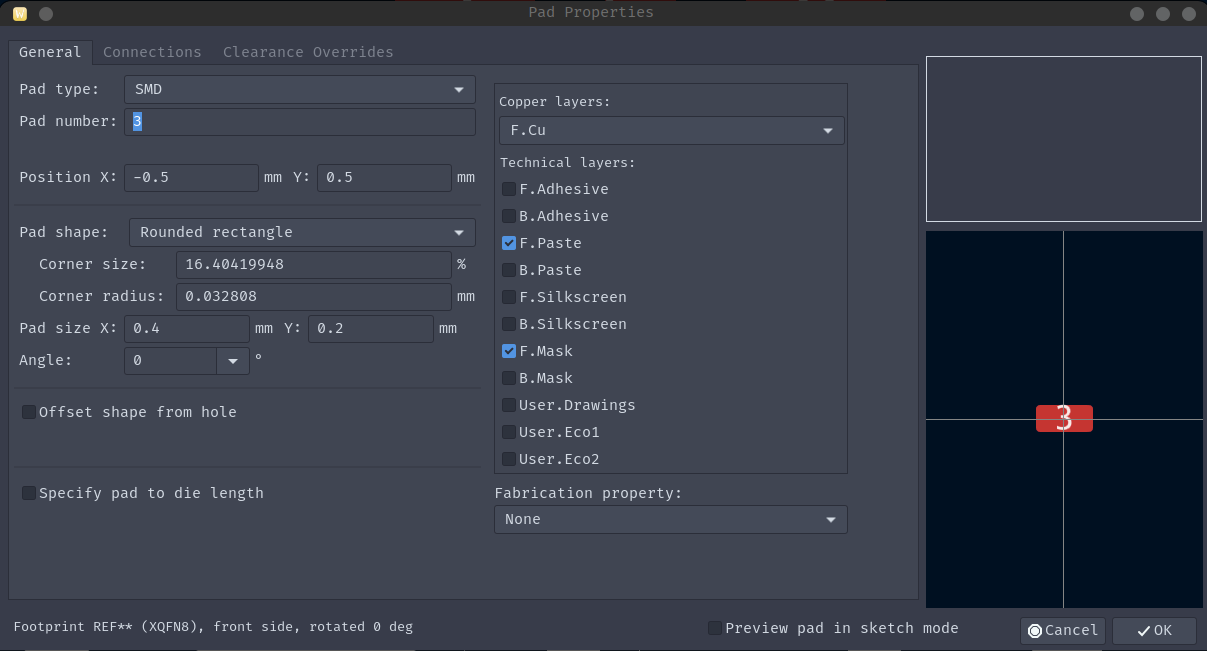 Pad Properties
General Connections Clearance Overrides
Pad type: SMD
Pad number: 3
Position X: -0.5 mm Y: 0.5 mm
Pad shape: Rounded rectangle
Corner size: 16.40419948 %
Corner radius: 0.032808 mm
Pad size X: 0.4 mm Y: 0.2 mm
Angle: 0 °
Offset shape from hole
Specify pad to die length
Copper layers:
F.Cu
Technical layers:
F.Adhesive
B.Adhesive
F.Paste
B.Paste
F.Silkscreen
B.Silkscreen
F.Mask
B.Mask
User.Drawings
User.Eco1
User.Eco2
Fabrication property:
None
3
Footprint REF** (XQFN8), front side, rotated 0 deg
Preview pad in sketch mode
Cancel
OK